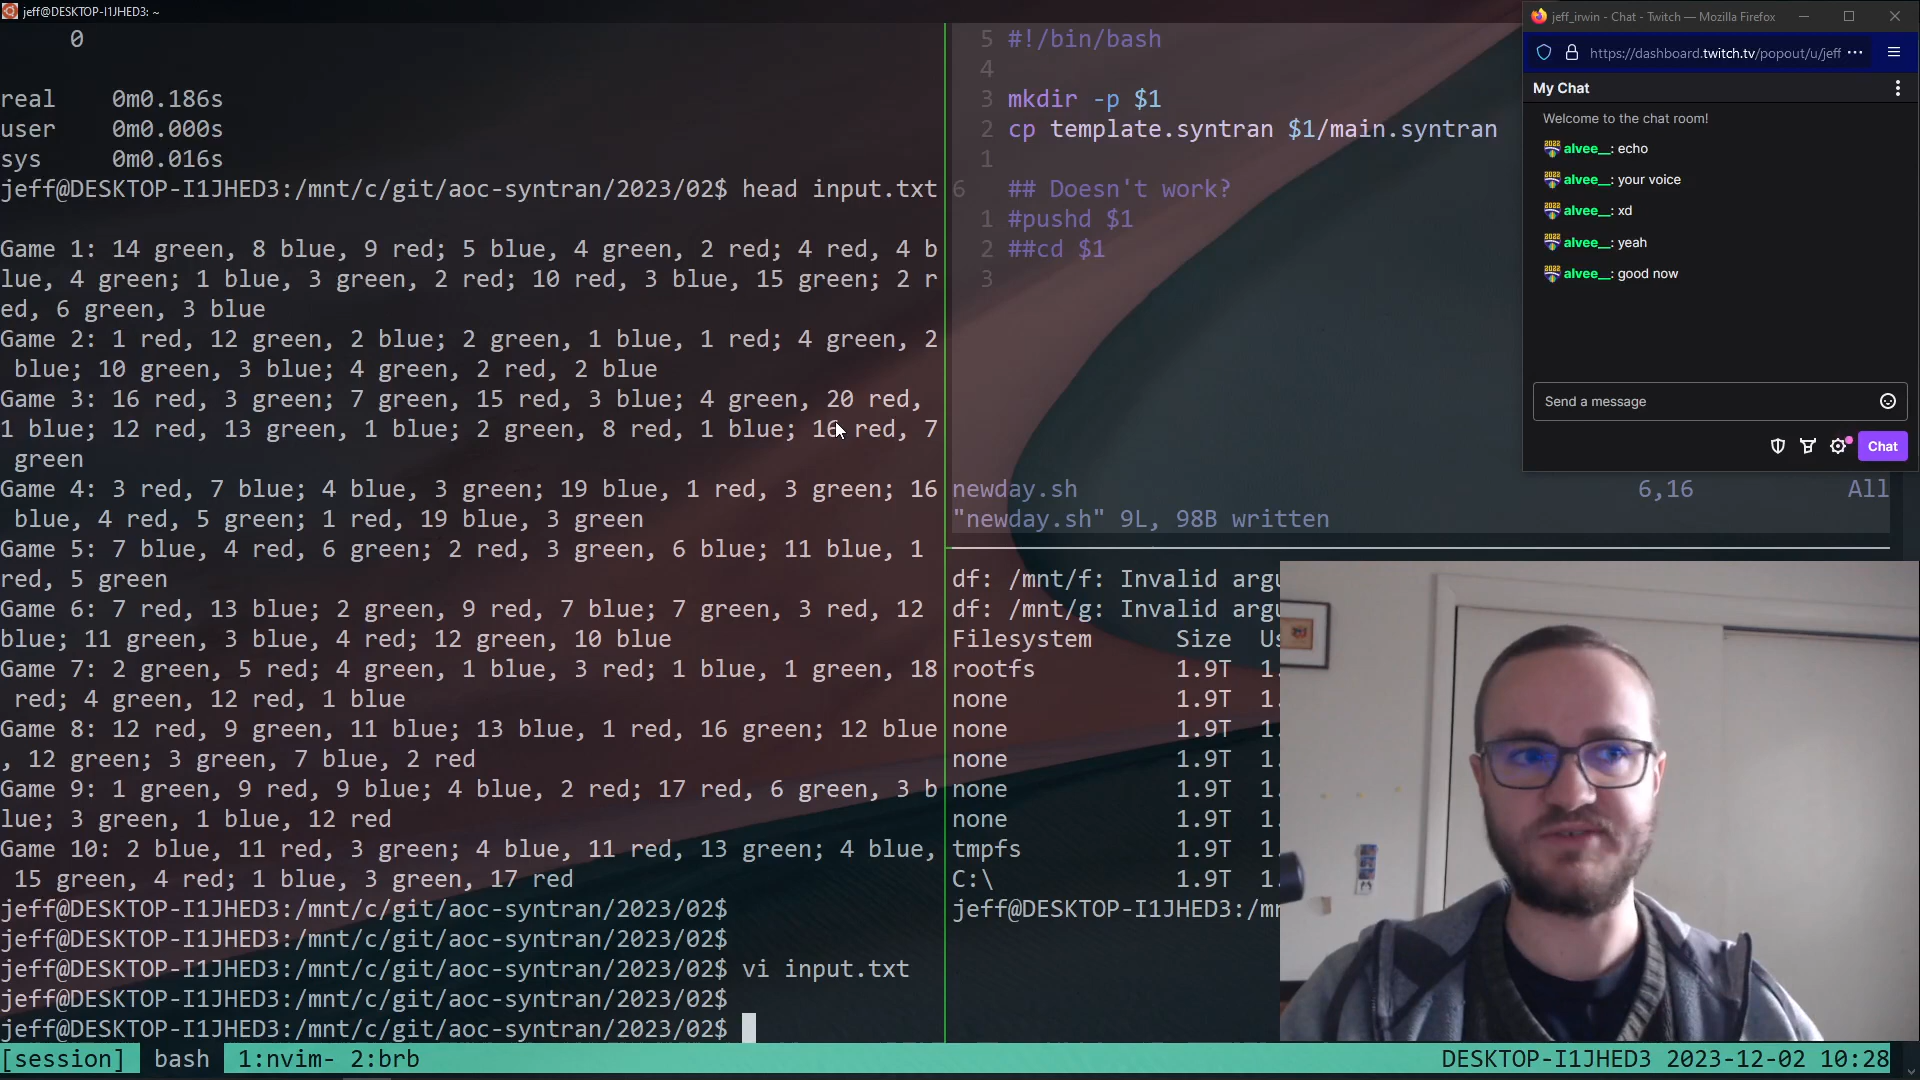 jeff@DESKTOP-I1JHED3: ~
0
real    0m0.186s
user    0m0.000s
sys     0m0.016s
jeff@DESKTOP-I1JHED3:/mnt/c/git/aoc-syntran/2023/02$ head input.txt
Game 1: 14 green, 8 blue, 9 red; 5 blue, 4 green, 2 red; 4 red, 4 b
lue, 4 green; 1 blue, 3 green, 2 red; 10 red, 3 blue, 15 green; 2 r
ed, 6 green, 3 blue
Game 2: 1 red, 12 green, 2 blue; 2 green, 1 blue, 1 red; 4 green, 2
 blue; 10 green, 3 blue; 4 green, 2 red, 2 blue
Game 3: 16 red, 3 green; 7 green, 15 red, 3 blue; 4 green, 20 red,
1 blue; 12 red, 13 green, 1 blue; 2 green, 8 red, 1 blue; 16 red, 7
 green
Game 4: 3 red, 7 blue; 4 blue, 3 green; 19 blue, 1 red, 3 green; 16
 blue, 4 red, 5 green; 1 red, 19 blue, 3 green
Game 5: 7 blue, 4 red, 6 green; 2 red, 3 green, 6 blue; 11 blue, 1
red, 5 green
Game 6: 7 red, 13 blue; 2 green, 9 red, 7 blue; 7 green, 3 red, 12
blue; 11 green, 3 blue, 4 red; 12 green, 10 blue
Game 7: 2 green, 5 red; 4 green, 1 blue, 3 red; 1 blue, 1 green, 18
 red; 4 green, 12 red, 1 blue
Game 8: 12 red, 9 green, 11 blue; 13 blue, 1 red, 16 green; 12 blue
, 12 green; 3 green, 7 blue, 2 red
Game 9: 1 green, 9 red, 9 blue; 4 blue, 2 red; 17 red, 6 green, 3 b
lue; 3 green, 1 blue, 12 red
Game 10: 2 blue, 11 red, 3 green; 4 blue, 11 red, 13 green; 4 blue,
 15 green, 4 red; 1 blue, 3 green, 17 red
jeff@DESKTOP-I1JHED3:/mnt/c/git/aoc-syntran/2023/02$
jeff@DESKTOP-I1JHED3:/mnt/c/git/aoc-syntran/2023/02$
jeff@DESKTOP-I1JHED3:/mnt/c/git/aoc-syntran/2023/02$ vi input.txt
jeff@DESKTOP-I1JHED3:/mnt/c/git/aoc-syntran/2023/02$
jeff@DESKTOP-I1JHED3:/mnt/c/git/aoc-syntran/2023/02$
5 #!/bin/bash
4
3 mkdir -p $1
2 cp template.syntran $1/main.syntran
1
6 ## Doesn't work?
1 #pushd $1
2 ##cd $1
3
newday.sh 6,16 All
"newday.sh" 9L, 98B written
df: /mnt/f: Invalid argu
df: /mnt/g: Invalid argu
Filesystem Size Us
rootfs 1.9T 1.
none 1.9T 1.
none 1.9T 1.
none 1.9T 1.
none 1.9T 1.
none 1.9T 1.
tmpfs 1.9T 1.
C:\ 1.9T 1.
jeff@DESKTOP-I1JHED3:/mn
jeff_irwin - Chat - Twitch — Mozilla Firefox
https://dashboard.twitch.tv/popout/u/jeff
My Chat
Welcome to the chat room!
alvee__: echo
alvee__: your voice
alvee__: xd
alvee__: yeah
alvee__: good now
Send a message
Chat
[session] bash 1:nvim- 2:brb DESKTOP-I1JHED3 2023-12-02 10:28